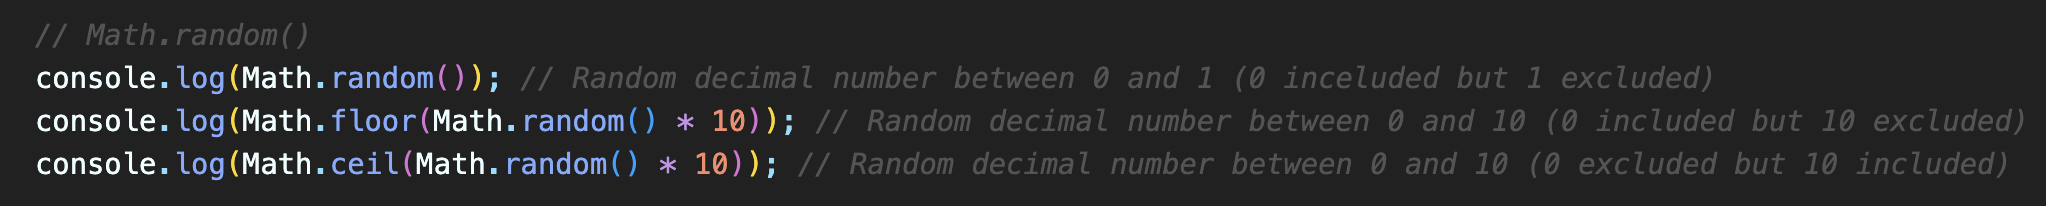 // Math.random()
console.log(Math.random()); // Random decimal number between 0 and 1 (0 inceluded but 1 excluded)
console.log(Math.floor(Math.random() * 10)); // Random decimal number between 0 and 10 (0 included but 10 excluded)
console.log(Math.ceil(Math.random() * 10)); // Random decimal number between 0 and 10 (0 excluded but 10 included)